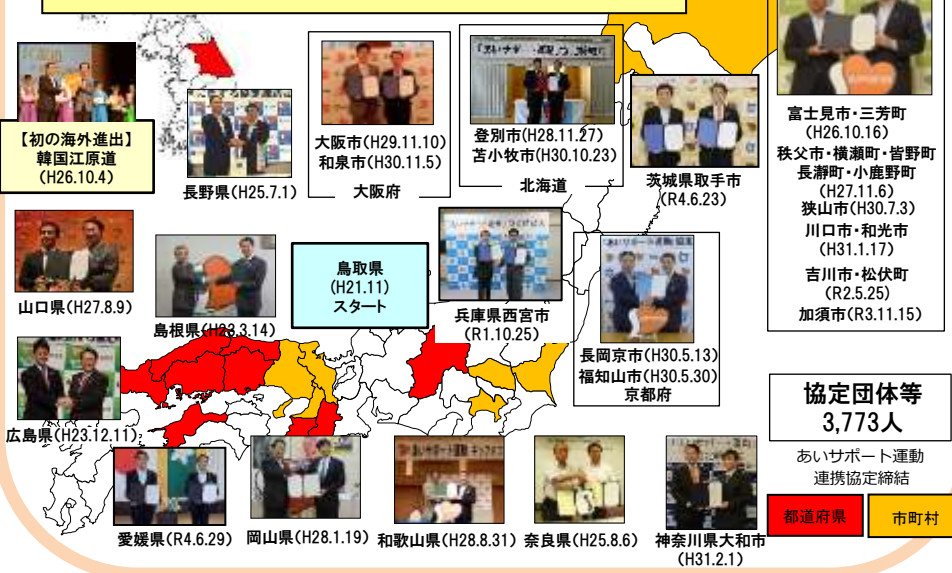 【初の海外進出】
韓国江原道
(H26.10.4)
長野県(H25.7.1)
大阪市(H29.11.10)
和泉市(H30.11.5)
大阪府
登別市(H28.11.27)
苫小牧市(H30.10.23)
北海道
茨城県取手市
(R4.6.23)
富士見市・三芳町
(H26.10.16)
秩父市・横瀬町・皆野町
長瀞町・小鹿野町
(H27.11.6)
狭山市(H30.7.3)
川口市・和光市
(H31.1.17)
吉川市・松伏町
(R2.5.25)
加須市(R3.11.15)
山口県(H27.8.9)
島根県(H23.3.14)
鳥取県
(H21.11)
スタート
兵庫県西宮市
(R1.10.25)
長岡京市(H30.5.13)
福知山市(H30.5.30)
京都府
広島県(H23.12.11)
愛媛県(R4.6.29)
岡山県(H28.1.19)
和歌山県(H28.8.31)
奈良県(H25.8.6)
神奈川県大和市
(H31.2.1)
協定団体等
3,773人
あいサポート運動
連携協定締結
都道府県
市町村